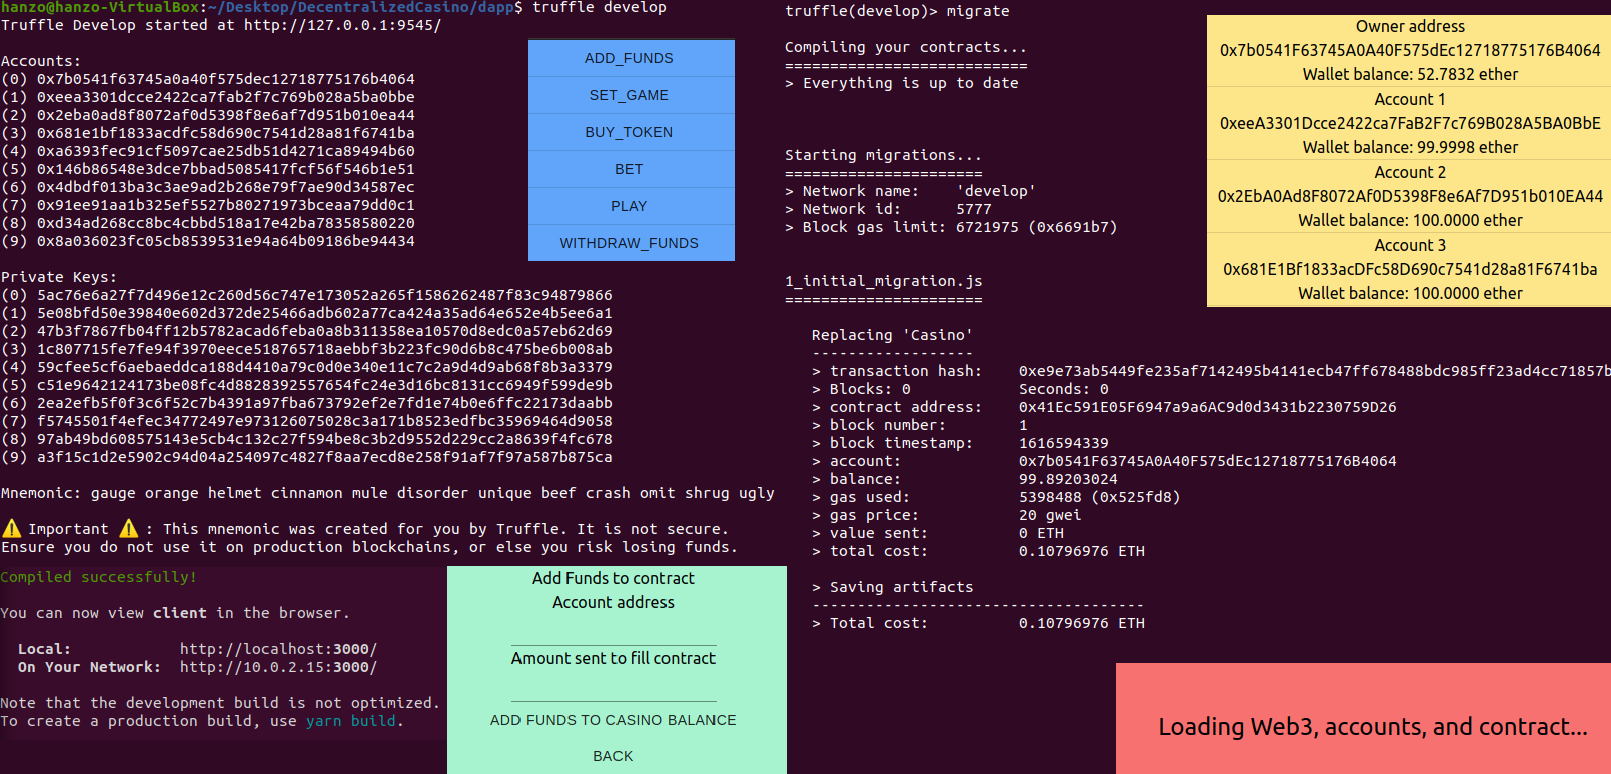 hanzo@hanzo-VirtualBox:~/Desktop/DecentralizedCasino/dapp$ truffle develop
Truffle Develop started at http://127.0.0.1:9545/
Accounts:
(0) 0x7b0541f63745a0a40f575dec12718775176b4064
(1) 0xeea3301dcce2422ca7fab2f7c769b028a5ba0bbe
(2) 0x2eba0ad8f8072af0d5398f8e6af7d951b010ea44
(3) 0x681e1bf1833acdfc58d690c7541d28a81f6741ba
(4) 0xa6393fec91cf5097cae25db51d4271ca89494b60
(5) 0x146b86548e3dce7bbad5085417fcf56f546b1e51
(6) 0x4dbdf013ba3c3ae9ad2b268e79f7ae90d34587ec
(7) 0x91ee91aa1b325ef5527b80271973bceaa79dd0c1
(8) 0xd34ad268cc8bc4cbbd518a17e42ba78358580220
(9) 0x8a036023fc05cb8539531e94a64b09186be94434
Private Keys:
(0) 5ac76e6a27f7d496e12c260d56c747e173052a265f1586262487f83c94879866
(1) 5e08bfd50e39840e602d372de25466adb602a77ca424a35ad64e652e4b5ee6a1
(2) 47b3f7867fb04ff12b5782acad6feba0a8b311358ea10570d8edc0a57eb62d69
(3) 1c807715fe7fe94f3970eece518765718aebbf3b223fc90d6b8c475be6b008ab
(4) 59cfee5cf6aebaeddca188d4410a79c0d0e340e11c7c2a9d4d9ab68f8b3a3379
(5) c51e9642124173be08fc4d8828392557654fc24e3d16bc8131cc6949f599de9b
(6) 2ea2efb5f0f3c6f52c7b4391a97fba673792ef2e7fd1e74b0e6ffc22173daabb
(7) f5745501f4efec34772497e973126075028c3a171b8523edfbc35969464d9058
(8) 97ab49bd608575143e5cb4c132c27f594be8c3b2d9552d229cc2a8639f4fc678
(9) a3f15c1d2e5902c94d04a254097c4827f8aa7ecd8e258f91af7f97a587b875ca
Mnemonic: gauge orange helmet cinnamon mule disorder unique beef crash omit shrug ugly
⚠️ Important ⚠️ : This mnemonic was created for you by Truffle. It is not secure.
Ensure you do not use it on production blockchains, or else you risk losing funds.
ADD_FUNDS
SET_GAME
BUY_TOKEN
BET
PLAY
WITHDRAW_FUNDS
Compiled successfully!
You can now view client in the browser.
Local: http://localhost:3000/
On Your Network: http://10.0.2.15:3000/
Note that the development build is not optimized.
To create a production build, use yarn build.
Add Funds to contract
Account address
Amount sent to fill contract
ADD FUNDS TO CASINO BALANCE
BACK
truffle(develop)> migrate
Compiling your contracts...
===========================
> Everything is up to date
Starting migrations...
======================
> Network name: 'develop'
> Network id: 5777
> Block gas limit: 6721975 (0x6691b7)
1_initial_migration.js
======================
Replacing 'Casino'
------------------
> transaction hash: 0xe9e73ab5449fe235af7142495b4141ecb47ff678488bdc985ff23ad4cc71857b
> Blocks: 0 Seconds: 0
> contract address: 0x41Ec591E05F6947a9a6AC9d0d3431b2230759D26
> block number: 1
> block timestamp: 1616594339
> account: 0x7b0541F63745A0A40F575dEc12718775176B4064
> balance: 99.89203024
> gas used: 5398488 (0x525fd8)
> gas price: 20 gwei
> value sent: 0 ETH
> total cost: 0.10796976 ETH
> Saving artifacts
-------------------------------------
> Total cost: 0.10796976 ETH
Owner address
0x7b0541F63745A0A40F575dEc12718775176B4064
Wallet balance: 52.7832 ether
Account 1
0xeeA3301Dcce2422ca7FaB2F7c769B028A5BA0BbE
Wallet balance: 99.9998 ether
Account 2
0x2EbA0Ad8F8072Af0D5398F8e6Af7D951b010EA44
Wallet balance: 100.0000 ether
Account 3
0x681E1Bf1833acDFc58D690c7541d28a81F6741ba
Wallet balance: 100.0000 ether
Loading Web3, accounts, and contract...